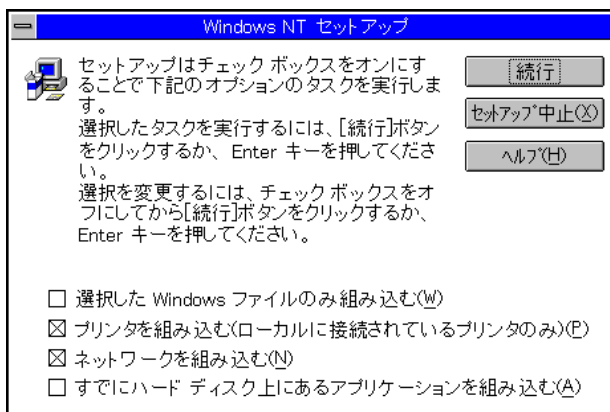 Windows NT セットアップ
セットアップはチェック ボックスをオンにす
ることで下記のオプションのタスクを実行しま
す。
選択したタスクを実行するには、[続行]ボタン
をクリックするか、Enter キーを押してくださ
い。
選択を変更するには、チェック ボックスをオ
フにしてから[続行]ボタンをクリックするか、
Enter キーを押してください。
続行
セットアップ中止(X)
ヘルプ(H)
選択した Windows ファイルのみ組み込む(W)
プリンタを組み込む(ローカルに接続されているプリンタのみ)(P)
ネットワークを組み込む(N)
すでにハード ディスク上にあるアプリケーションを組み込む(A)